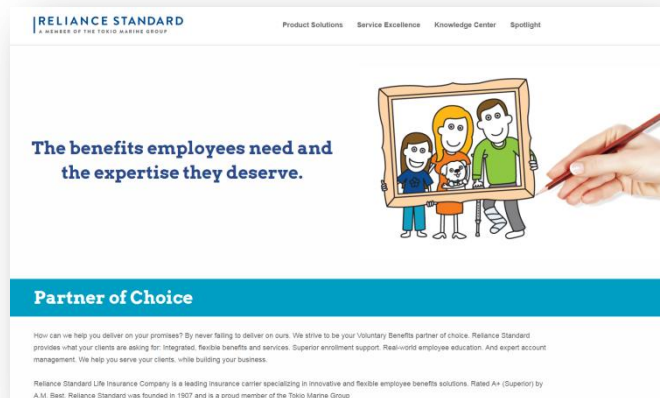 RELIANCE STANDARD
A MEMBER OF THE TOKIO MARINE GROUP
Product Solutions Service Excellence Knowledge Center Spotlight
The benefits employees need and
the expertise they deserve.
Partner of Choice
How can we help you deliver on your promises? By never failing to deliver on ours. We strive to be your Voluntary Benefits partner of choice. Reliance Standard
provides what your clients are asking for: Integrated, flexible benefits and services. Superior enrollment support. Real-world employee education. And expert account
management. We help you serve your clients, while building your business.
Reliance Standard Life Insurance Company is a leading insurance carrier specializing in innovative and flexible employee benefits solutions. Rated A+ (Superior) by
A.M. Best, Reliance Standard was founded in 1907 and is a proud member of the Tokio Marine Group